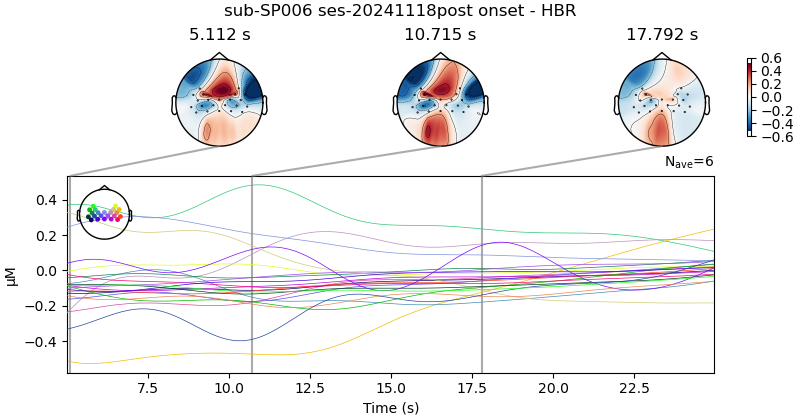 sub-SP006 ses-20241118post onset - HBR
5.112 s
10.715 s
17.792 s
0.6
0.4
0.2
0.0
−0.2
−0.4
−0.6
Nave=6
0.4
0.2
0.0
−0.2
−0.4
µM
7.5
10.0
12.5
15.0
17.5
20.0
22.5
Time (s)